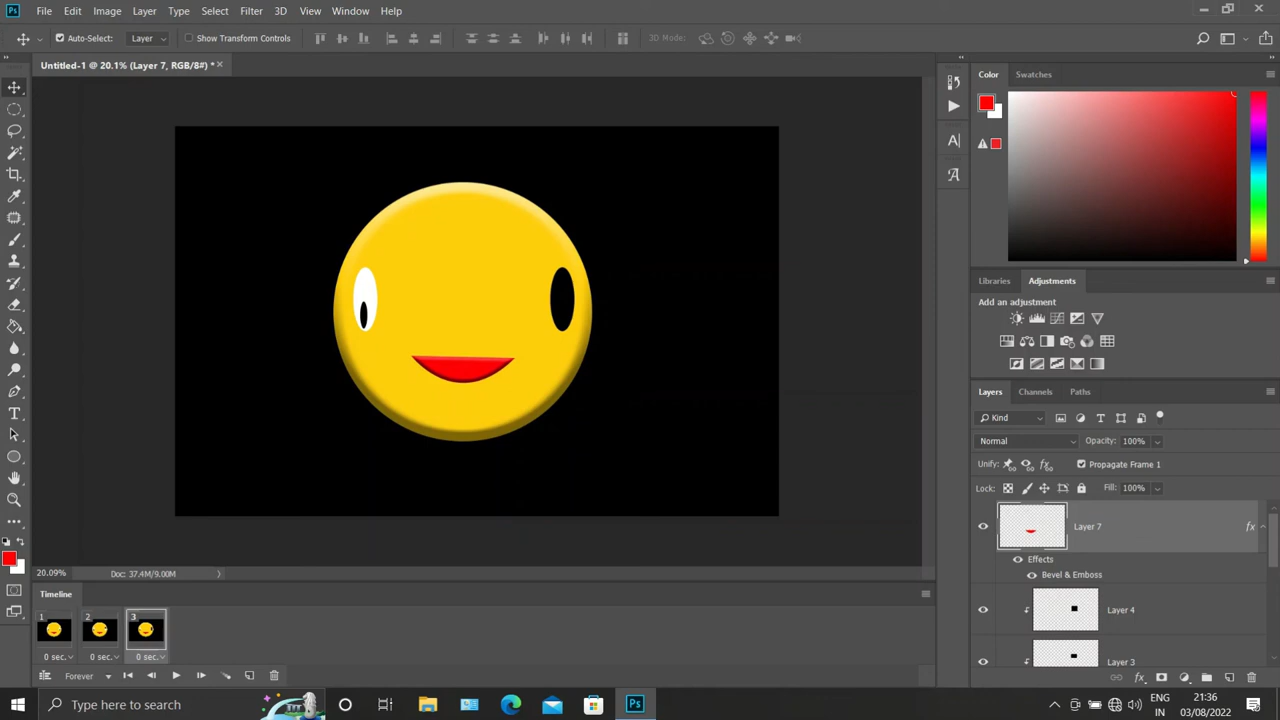 Ps File Edit Image Layer Type Select Filter 3D View Window Help
Auto-Select: Layer Show Transform Controls 3D Mode:
Untitled-1 @ 20.1% (Layer 7, RGB/8#) *
Color Swatches
Libraries Adjustments
Add an adjustment
Layers Channels Paths
Kind
Normal Opacity: 100%
Unify: Propagate Frame 1
Lock: Fill: 100%
Layer 7 fx
Effects
Bevel & Emboss
Layer 4
Layer 3
20.09% Doc: 37.4M/9.00M
Timeline
1 2 3
0 sec. 0 sec. 0 sec.
Forever
Type here to search
ENG
IN
21:36
03/08/2022